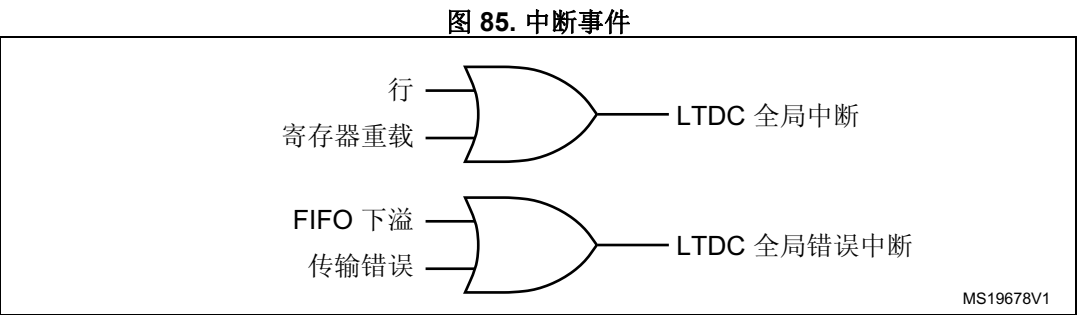 图 85. 中断事件
行
寄存器重载
LTDC 全局中断
FIFO 下溢
传输错误
LTDC 全局错误中断
MS19678V1